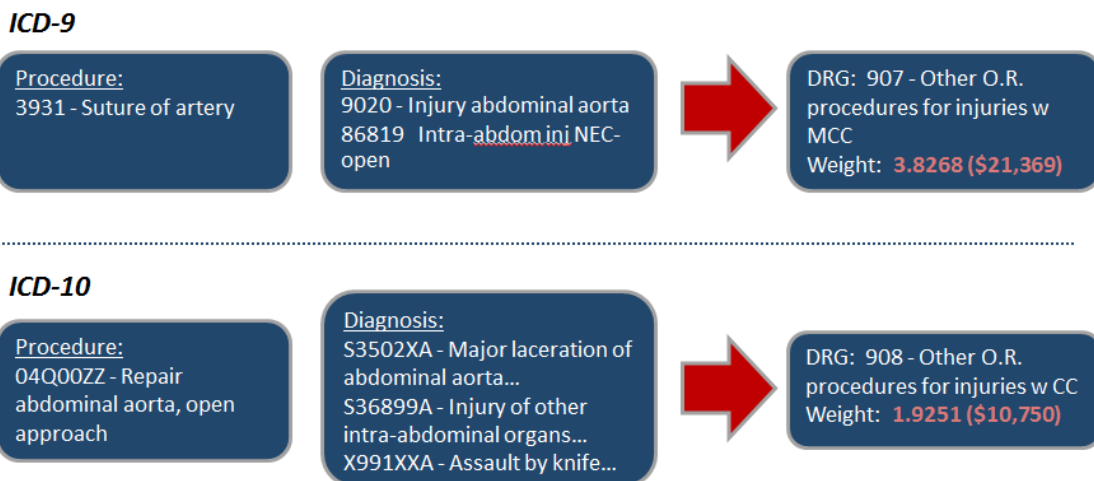 ICD-9
Procedure:
3931 - Suture of artery
Diagnosis:
9020 - Injury abdominal aorta
86819 Intra-abdom inj NEC-
open
DRG: 907 - Other O.R.
procedures for injuries w
MCC
Weight: 3.8268 ($21,369)
ICD-10
Procedure:
04Q00ZZ - Repair
abdominal aorta, open
approach
Diagnosis:
S3502XA - Major laceration of
abdominal aorta...
S36899A - Injury of other
intra-abdominal organs...
X991XXA - Assault by knife...
DRG: 908 - Other O.R.
procedures for injuries w CC
Weight: 1.9251 ($10,750)